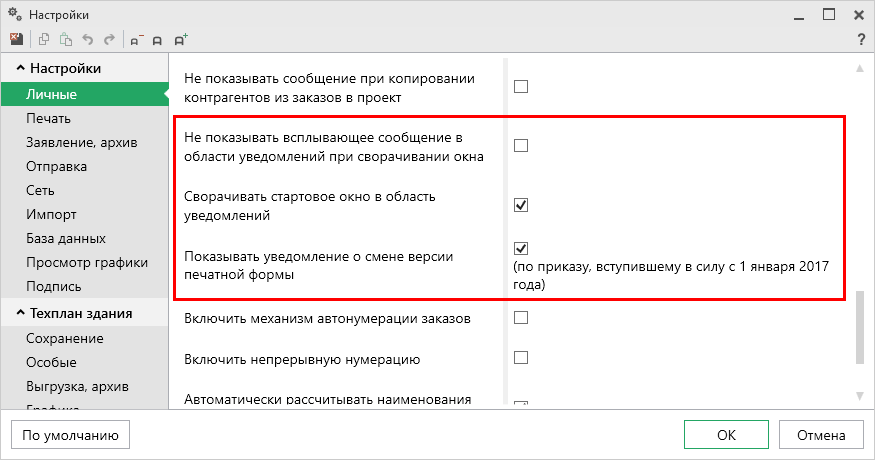 Настройки
?
Настройки
Личные
Печать
Заявление, архив
Отправка
Сеть
Импорт
База данных
Просмотр графики
Подпись
Техплан здания
Сохранение
Особые
Выгрузка, архив
Графика
Не показывать сообщение при копировании
контрагентов из заказов в проект
Не показывать всплывающее сообщение в
области уведомлений при сворачивании окна
Сворачивать стартовое окно в область
уведомлений
Показывать уведомление о смене версии
печатной формы
(по приказу, вступившему в силу с 1 января 2017
года)
Включить механизм автонумерации заказов
Включить непрерывную нумерацию
Автоматически рассчитывать наименования
По умолчанию
ОК
Отмена